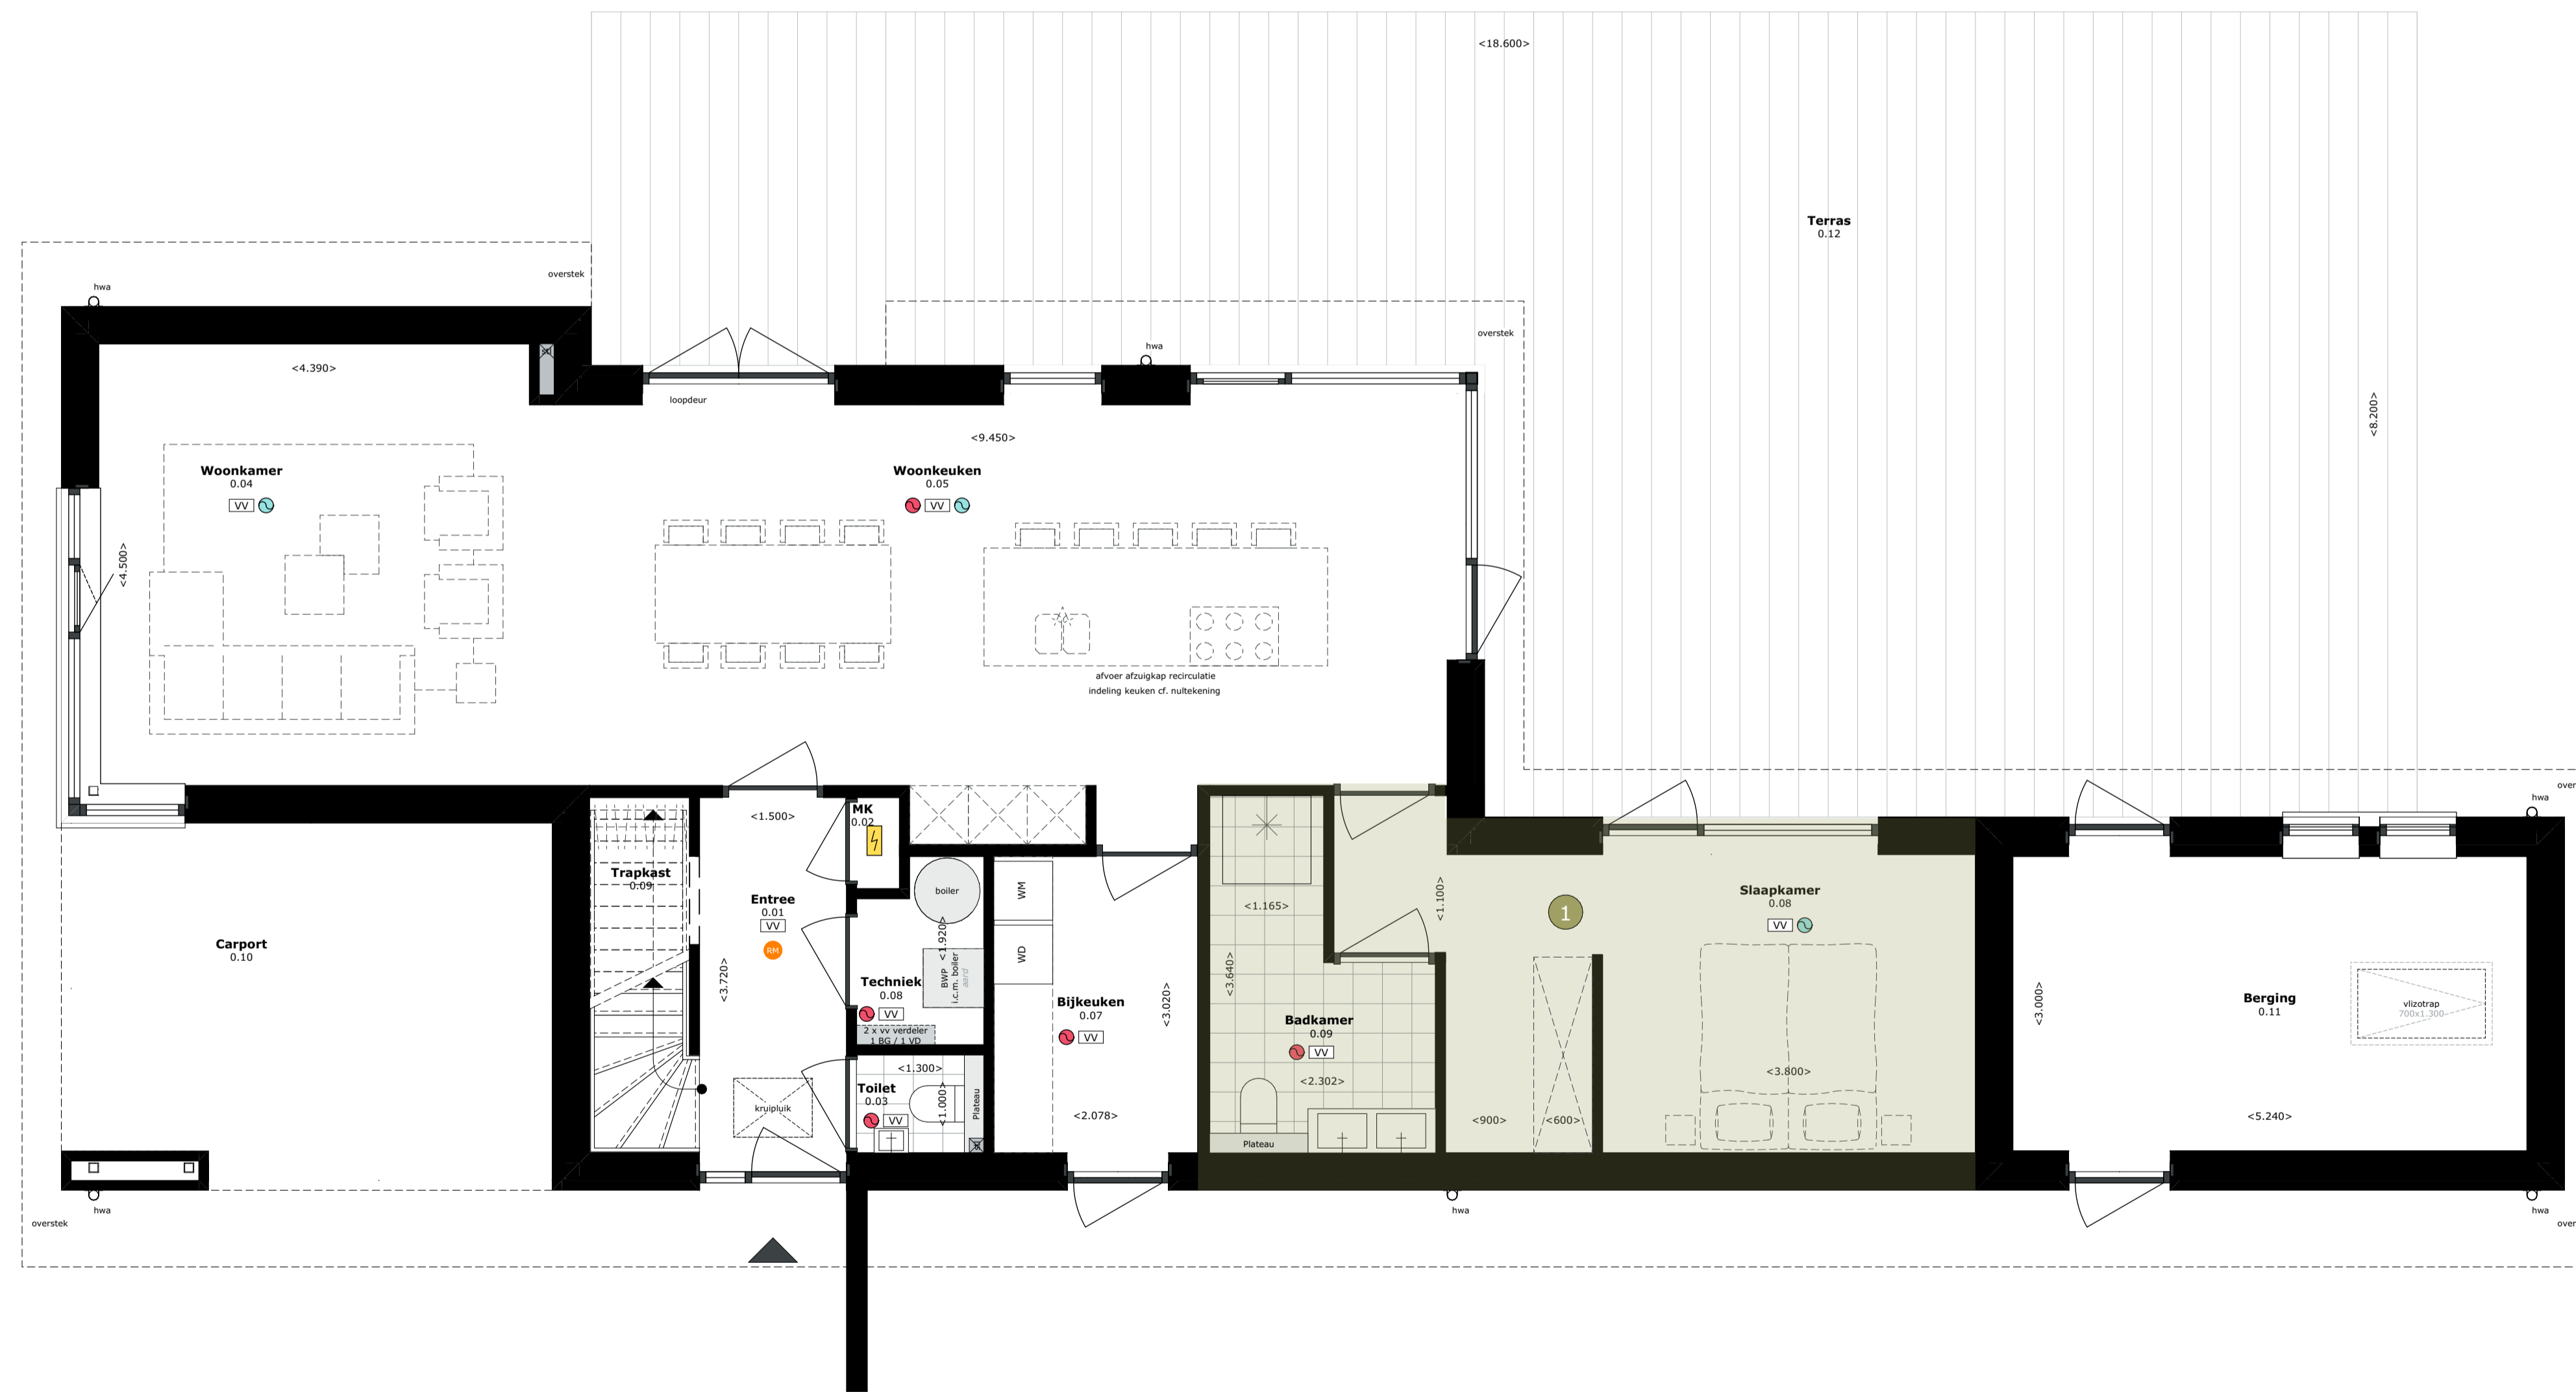 <18.600>
Terras
0.12
<8.200>
overstek
hwa
overstek
hwa
<4.390>
loopdeur
<9.450>
Woonkamer
0.04
VV
Woonkeuken
0.05
VV
<4.500>
afvoer afzuigkap recirculatie
indeling keuken cf. nultekening
over
hwa
MK
0.02
<1.500>
Trapkast
0.09
Entree
0.01
VV
RM
<3.720>
boiler
<1.920>
BWP
i.c.m. boiler
aard
Techniek
0.08
VV
2 x vv verdeler
1 BG / 1 VD
WM
WD
Bijkeuken
0.07
VV
<3.020>
<2.078>
<1.165>
<3.640>
<1.100>
1
Slaapkamer
0.08
VV
<3.800>
Badkamer
0.09
VV
<2.302>
Plateau
<900>
<600>
<3.000>
Berging
0.11
vlizotrap
700x1.300
<5.240>
Carport
0.10
Toilet
0.03
VV
<1.300>
<1.000>
Plateau
kruipluik
hwa
overstek
hwa
hwa
over